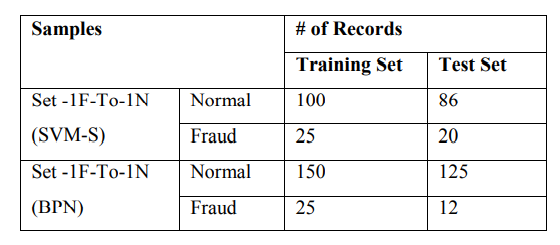 Samples # of Records
Training Set Test Set
Set -1F-To-1N Normal 100 86
(SVM-S) Fraud 25 20
Set -1F-To-1N Normal 150 125
(BPN) Fraud 25 12